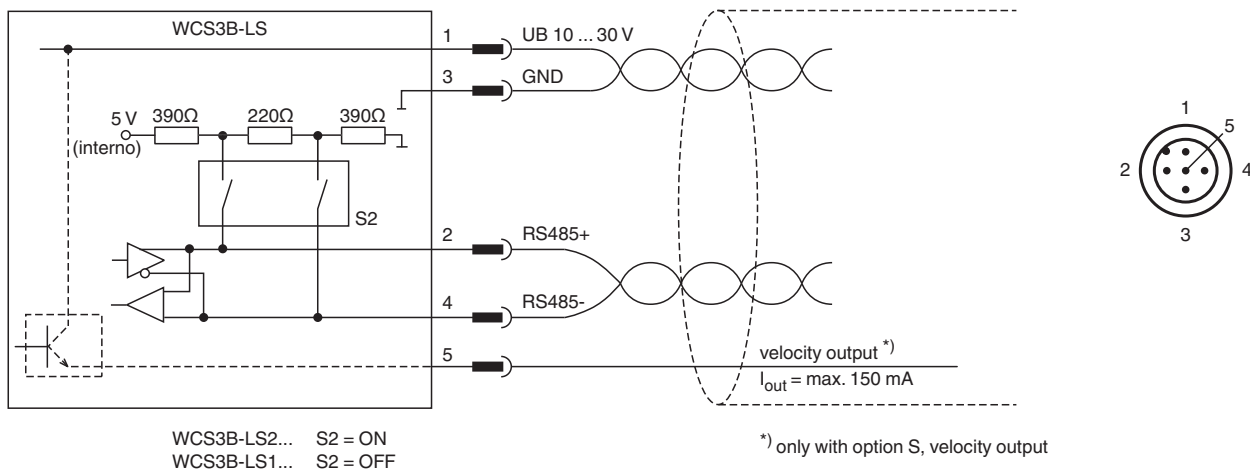 WCS3B-LS
1
UB 10 ... 30 V
3
GND
5 V
(interno)
390Ω
220Ω
390Ω
S2
2
RS485+
4
RS485-
5
velocity output *)
Iout = max. 150 mA
WCS3B-LS2... S2 = ON
WCS3B-LS1... S2 = OFF
*) only with option S, velocity output
1
5
2
4
3